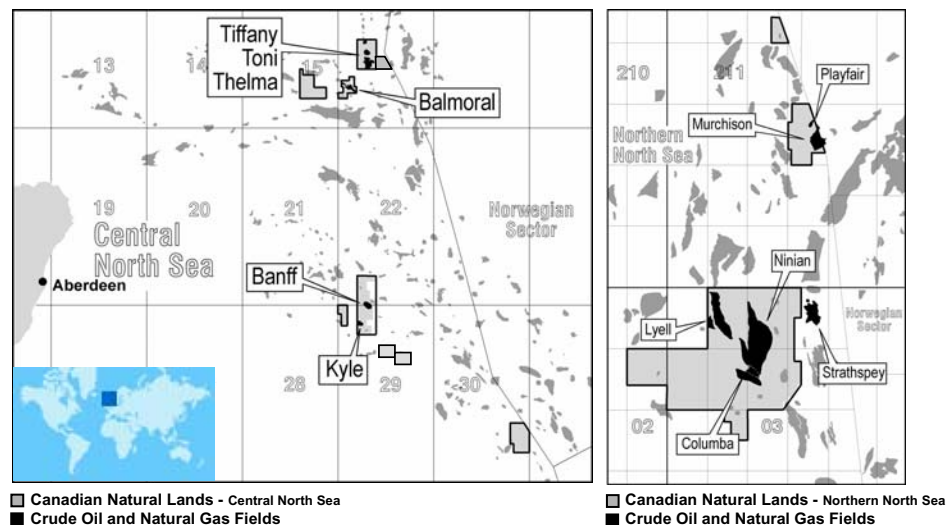 Tiffany
Toni
Thelma
13
14
15
Balmoral
19
20
21
22
Central
North Sea
Norwegian
Sector
Aberdeen
Banff
Kyle
28
29
30
Canadian Natural Lands - Central North Sea
Crude Oil and Natural Gas Fields
210
211
Playfair
Murchison
Northern
North Sea
Ninian
Lyell
Norwegian
Sector
Strathspey
02
03
Columba
Canadian Natural Lands - Northern North Sea
Crude Oil and Natural Gas Fields